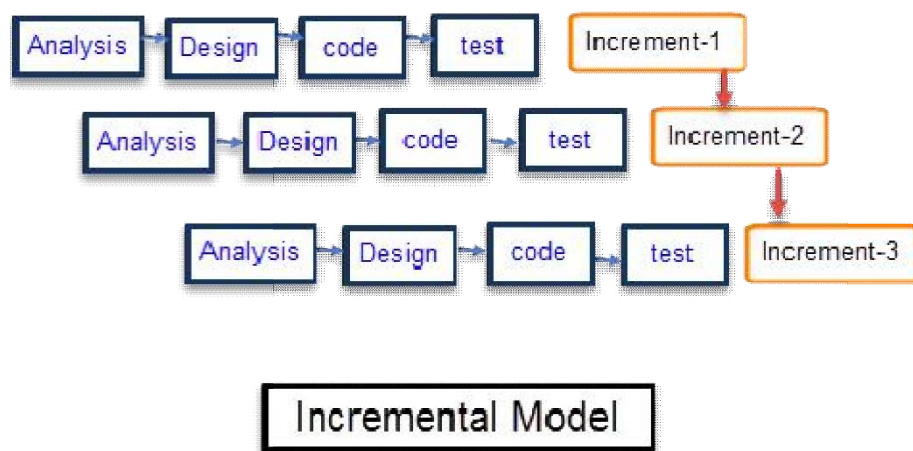 Analysis Design code test Increment-1
Analysis Design code test Increment-2
Analysis Design code test Increment-3
Incremental Model